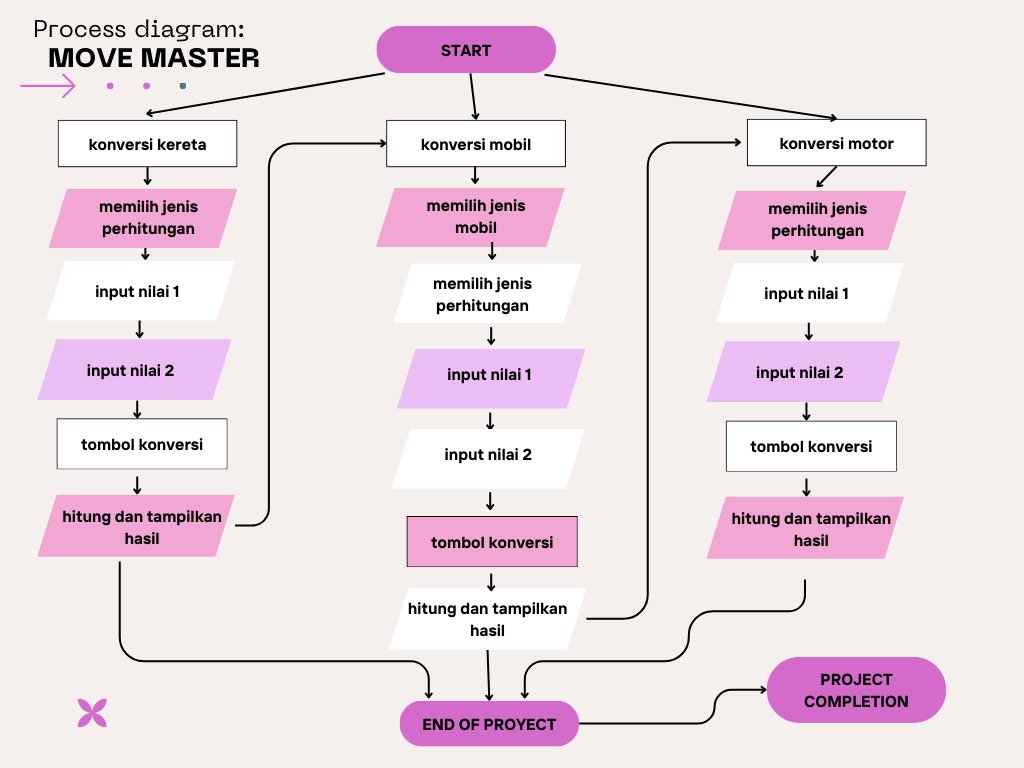 Process diagram:
MOVE MASTER
START
konversi kereta
memilih jenis
perhitungan
input nilai 1
input nilai 2
tombol konversi
hitung dan tampilkan
hasil
konversi mobil
memilih jenis
mobil
memilih jenis
perhitungan
input nilai 1
input nilai 2
tombol konversi
hitung dan tampilkan
hasil
konversi motor
memilih jenis
perhitungan
input nilai 1
input nilai 2
tombol konversi
hitung dan tampilkan
hasil
END OF PROYECT
PROJECT
COMPLETION